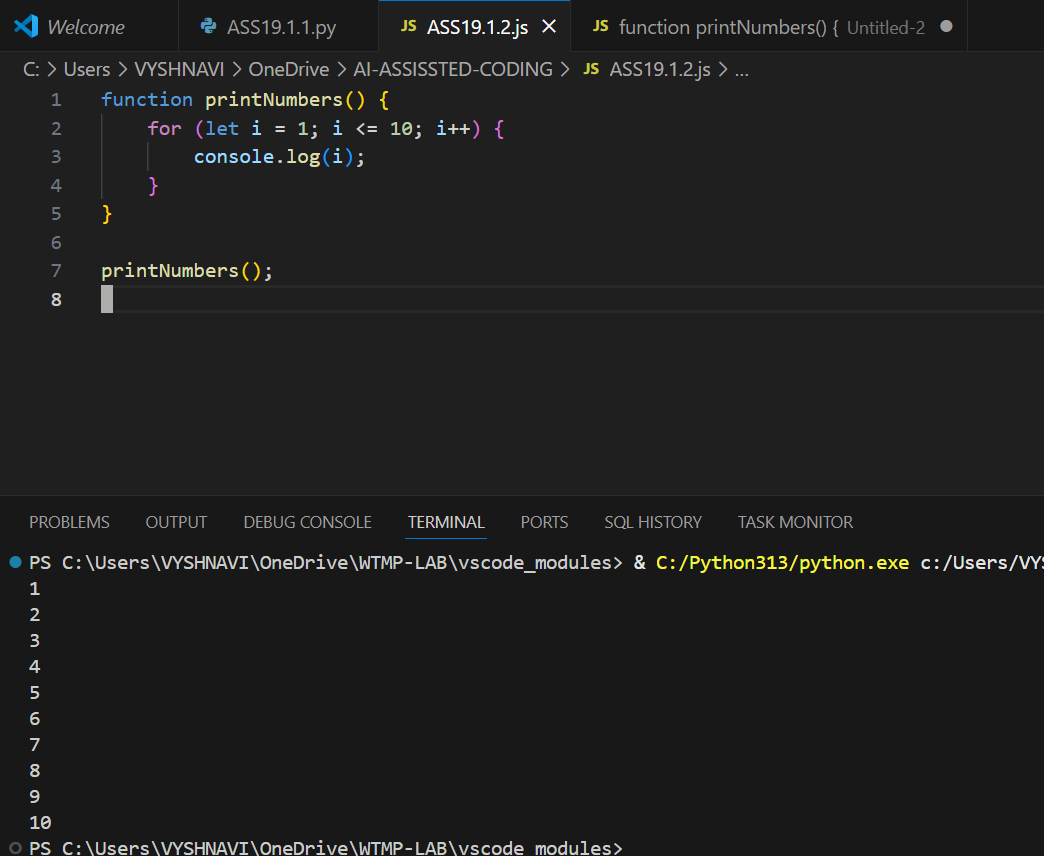 Welcome ASS19.1.1.py JS ASS19.1.2.js JS function printNumbers() { Untitled-2
C: > Users > VYSHNAVI > OneDrive > AI-ASSISSTED-CODING > JS ASS19.1.2.js > ...
1 function printNumbers() {
2     for (let i = 1; i <= 10; i++) {
3         console.log(i);
4     }
5 }
6
7 printNumbers();
8
PROBLEMS OUTPUT DEBUG CONSOLE TERMINAL PORTS SQL HISTORY TASK MONITOR
PS C:\Users\VYSHNAVI\OneDrive\WTMP-LAB\vscode_modules> & C:/Python313/python.exe c:/Users/VYS
1
2
3
4
5
6
7
8
9
10
PS C:\Users\VYSHNAVI\OneDrive\WTMP-LAB\vscode_modules>